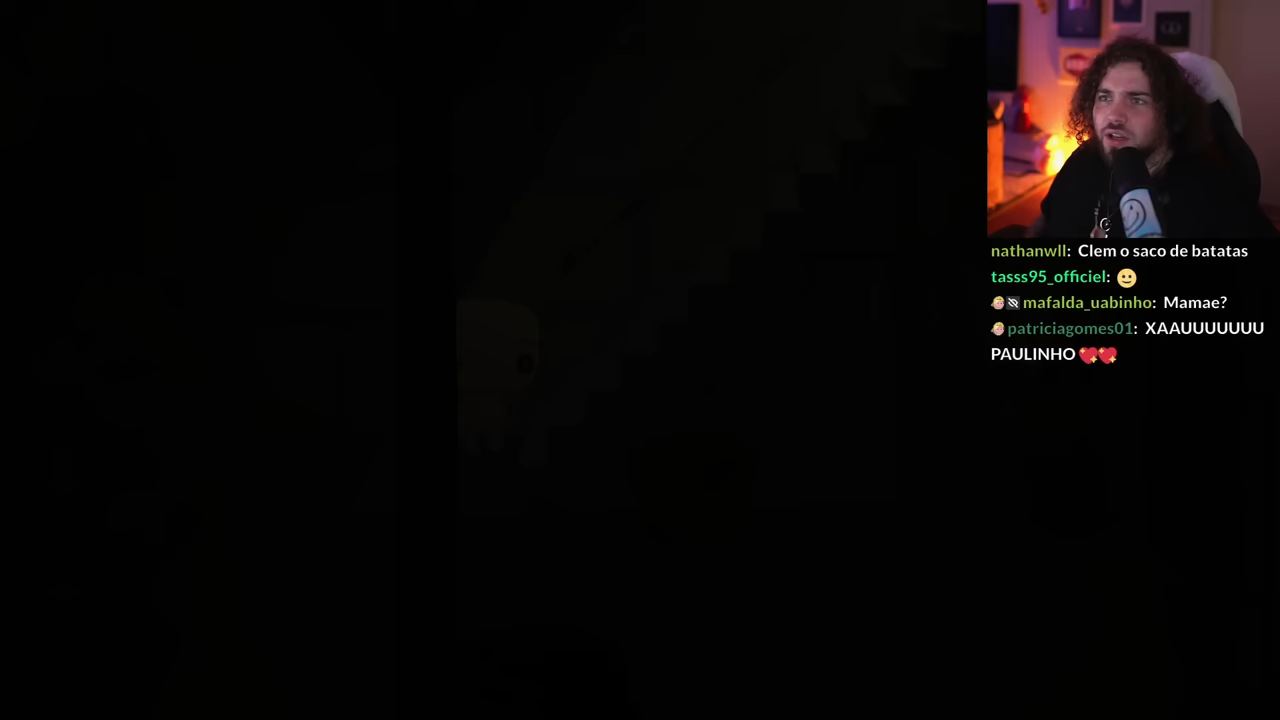 nathanwll: Clem o saco de batatas
tasss95_officiel: 🙂
mafalda_uabinho: Mamae?
patriciagomes01: XAAUUUUUUU
PAULINHO 💖💖